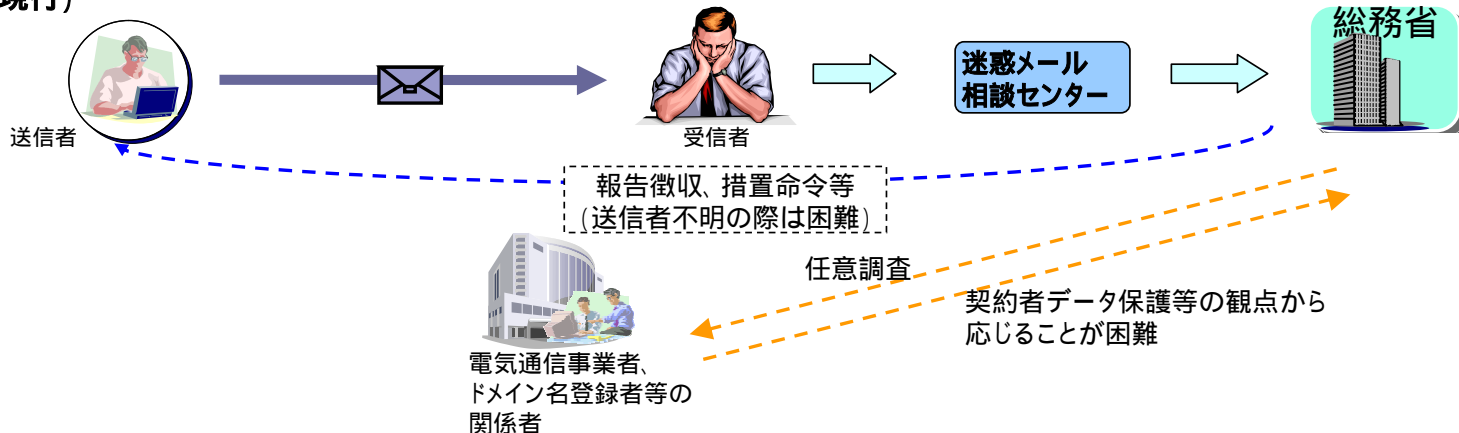 現行)
総務省
迷惑メール
相談センター
送信者
受信者
報告徴収、措置命令等
(送信者不明の際は困難)
任意調査
契約者データ保護等の観点から
応じることが困難
電気通信事業者、
ドメイン名登録者等の
関係者